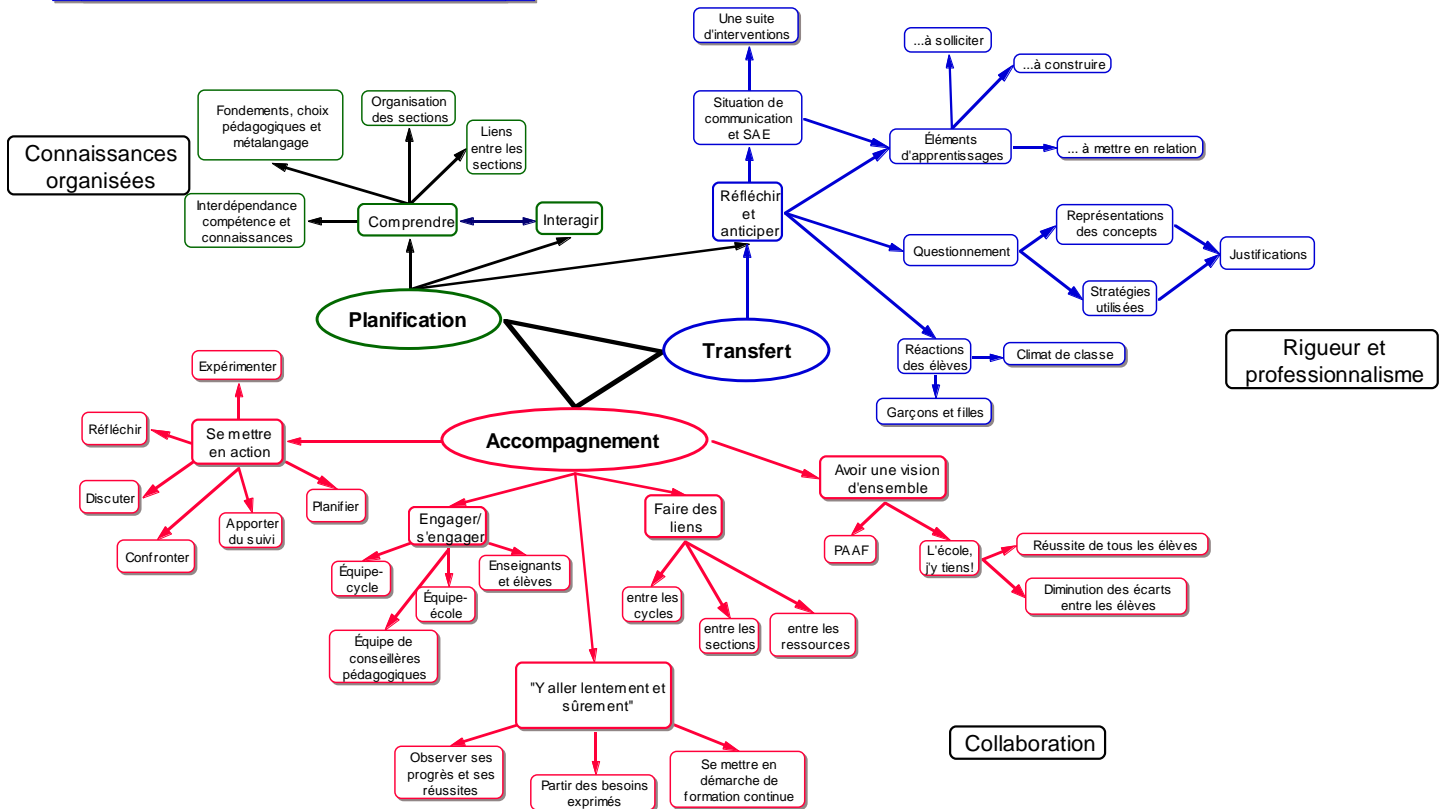 Une suite
d'interventions
...à solliciter
...à construire
Fondements, choix
pédagogiques et
métalangage
Organisation
des sections
Liens
entre les
sections
Situation de
communication
et SAE
Éléments
d'apprentissages
... à mettre en relation
Connaissances
organisées
Interdépendance
compétence et
connaissances
Comprendre
Interagir
Réfléchir
et
anticiper
Représentations
des concepts
Questionnement
Justifications
Stratégies
utilisées
Planification
Transfert
Réactions
des élèves
Climat de classe
Garçons et filles
Rigueur et
professionnalisme
Expérimenter
Réfléchir
Se mettre
en action
Accompagnement
Discuter
Planifier
Apporter
du suivi
Confronter
Avoir une vision
d'ensemble
Engager/
s'engager
Faire des
liens
PAAF
L'école,
j'y tiens!
Réussite de tous les élèves
Diminution des écarts
entre les élèves
Équipe-
cycle
Équipe-
école
Enseignants
et élèves
Équipe de
conseillères
pédagogiques
entre les
cycles
entre les
sections
entre les
ressources
"Y aller lentement et
sûrement"
Collaboration
Observer ses
progrès et ses
réussites
Partir des besoins
exprimés
Se mettre en
démarche de
formation continue